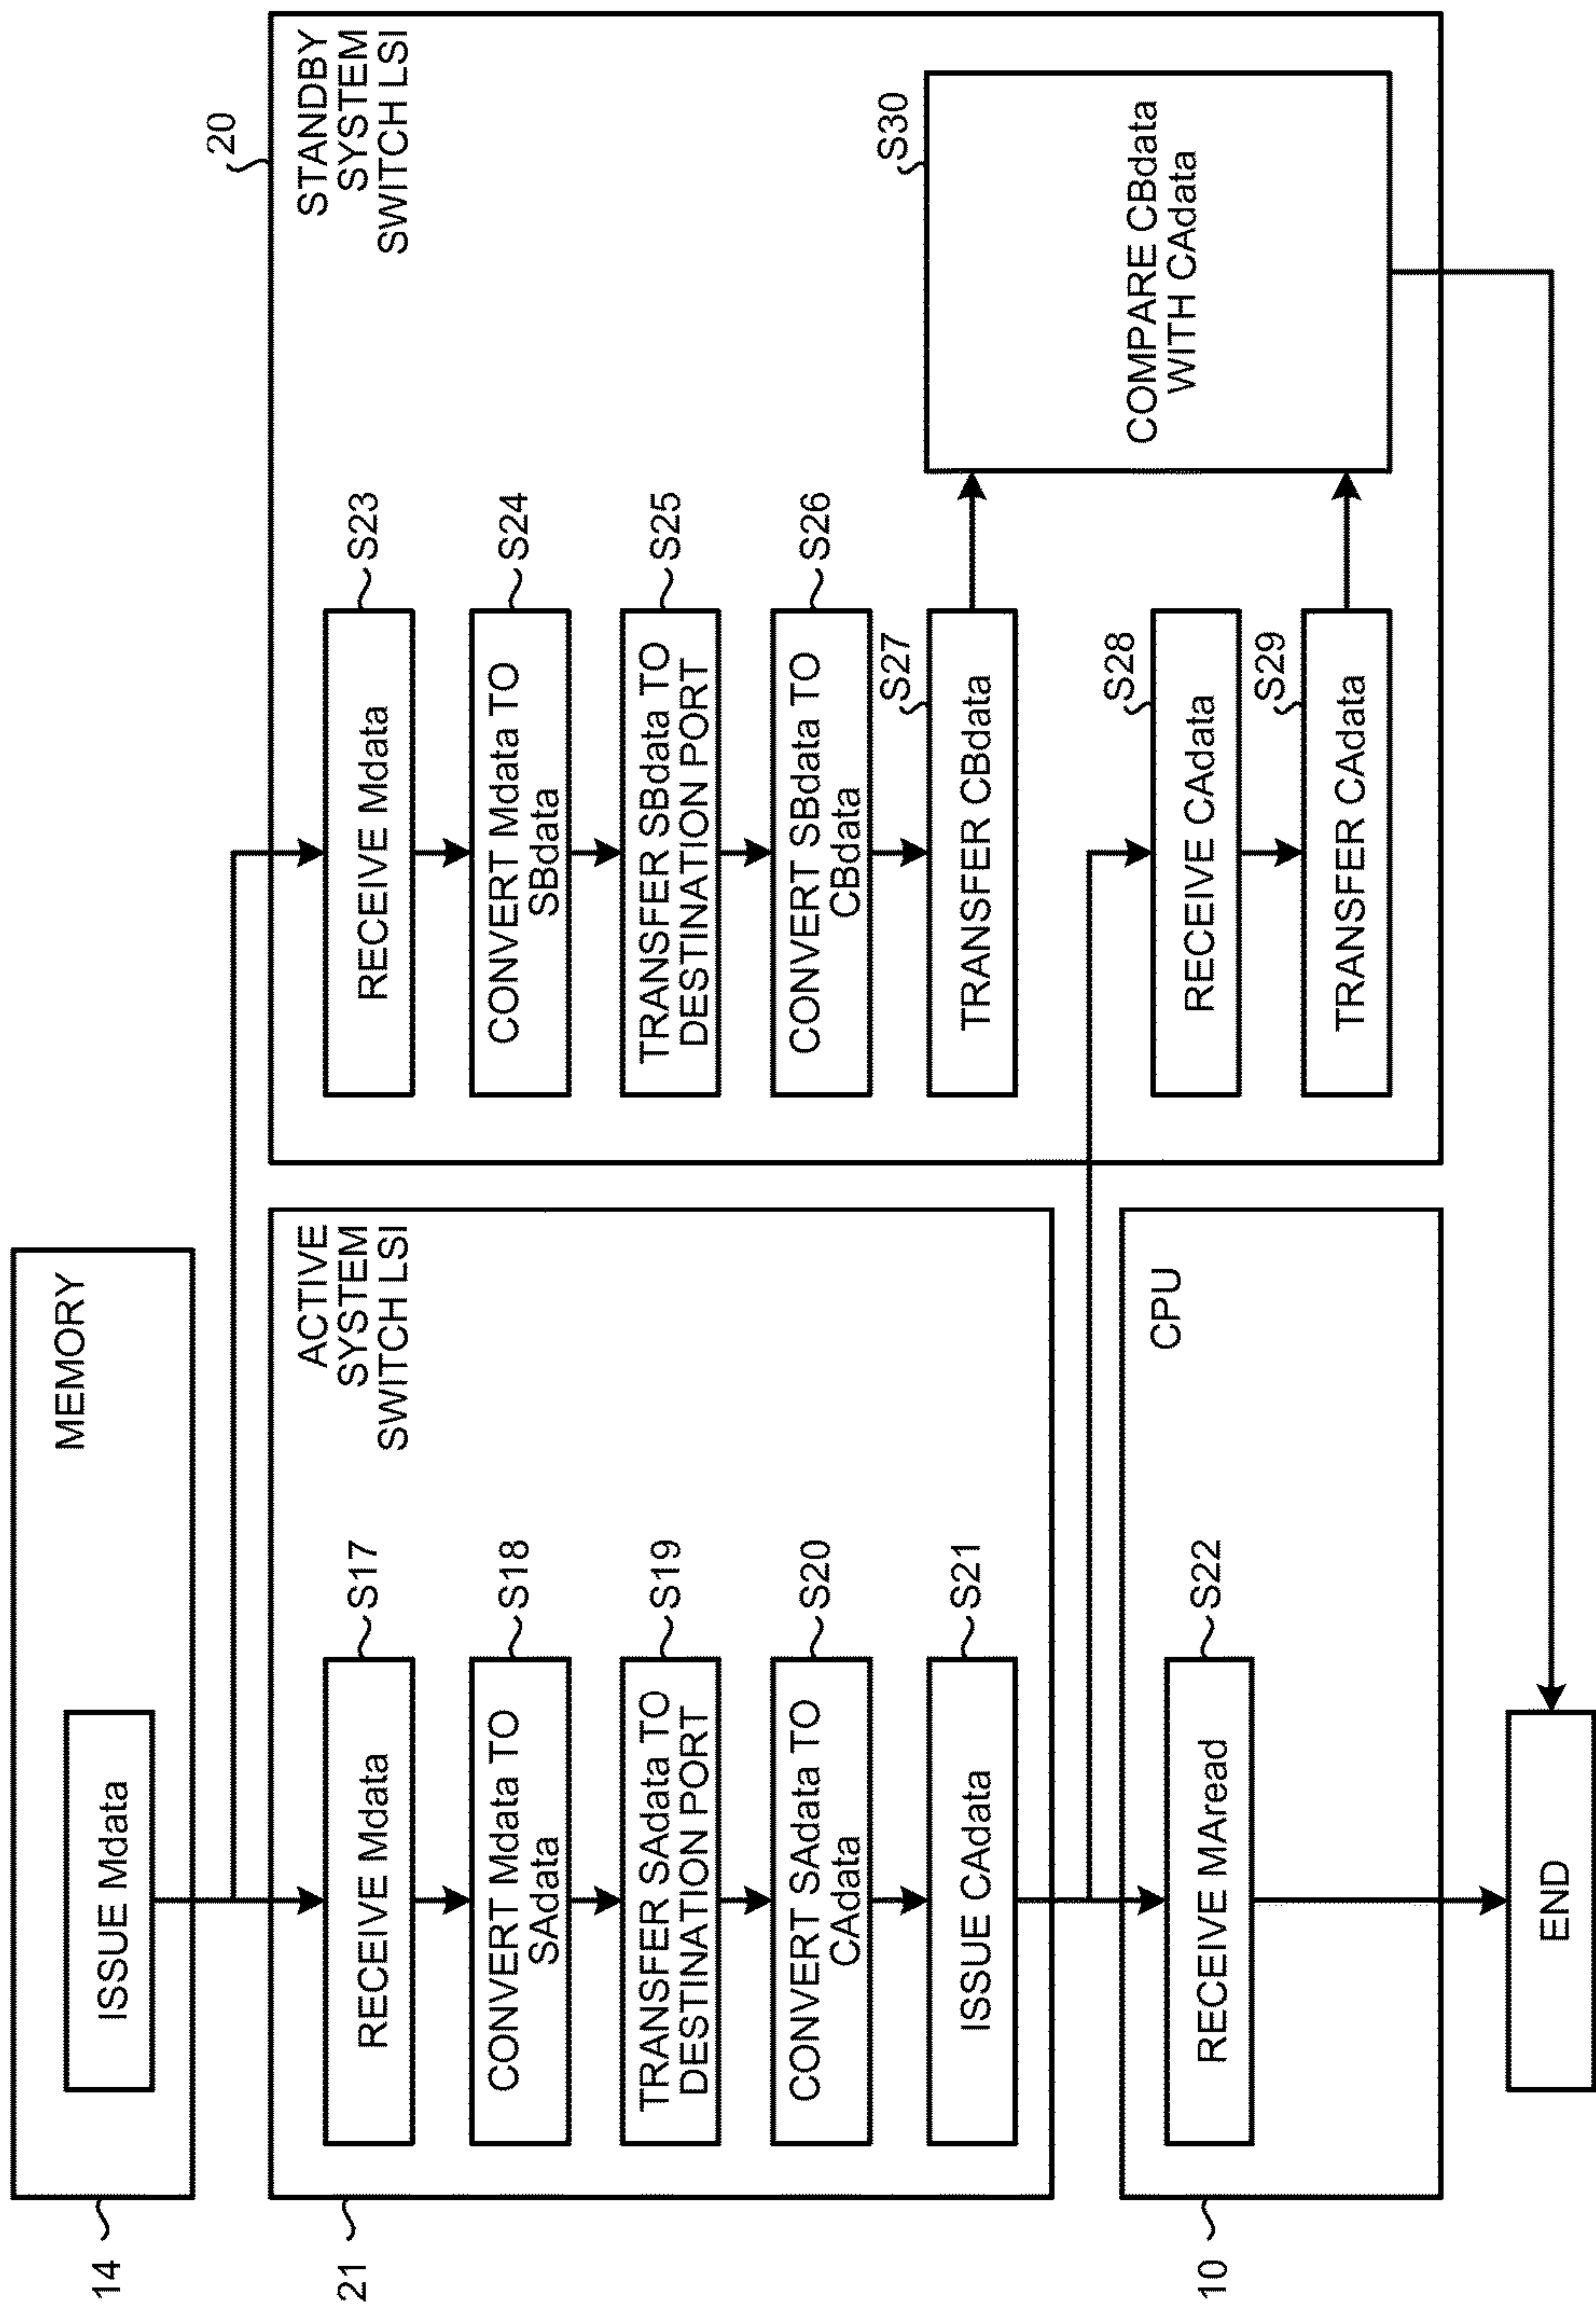 MEMORY
14
ISSUE Mdata
ACTIVE
SYSTEM
SWITCH LSI
21
RECEIVE Mdata
S17
CONVERT Mdata TO
SAdata
S18
TRANSFER SAdata TO
DESTINATION PORT
S19
CONVERT SAdata TO
CAdata
S20
ISSUE CAdata
S21
CPU
10
RECEIVE MAread
S22
20
STANDBY
SYSTEM
SWITCH LSI
RECEIVE Mdata
S23
CONVERT Mdata TO
SBdata
S24
TRANSFER SBdata TO
DESTINATION PORT
S25
CONVERT SBdata TO
CBdata
S26
S27
TRANSFER CBdata
S28
RECEIVE CAdata
S29
TRANSFER CAdata
S30
COMPARE CBdata
WITH CAdata
END